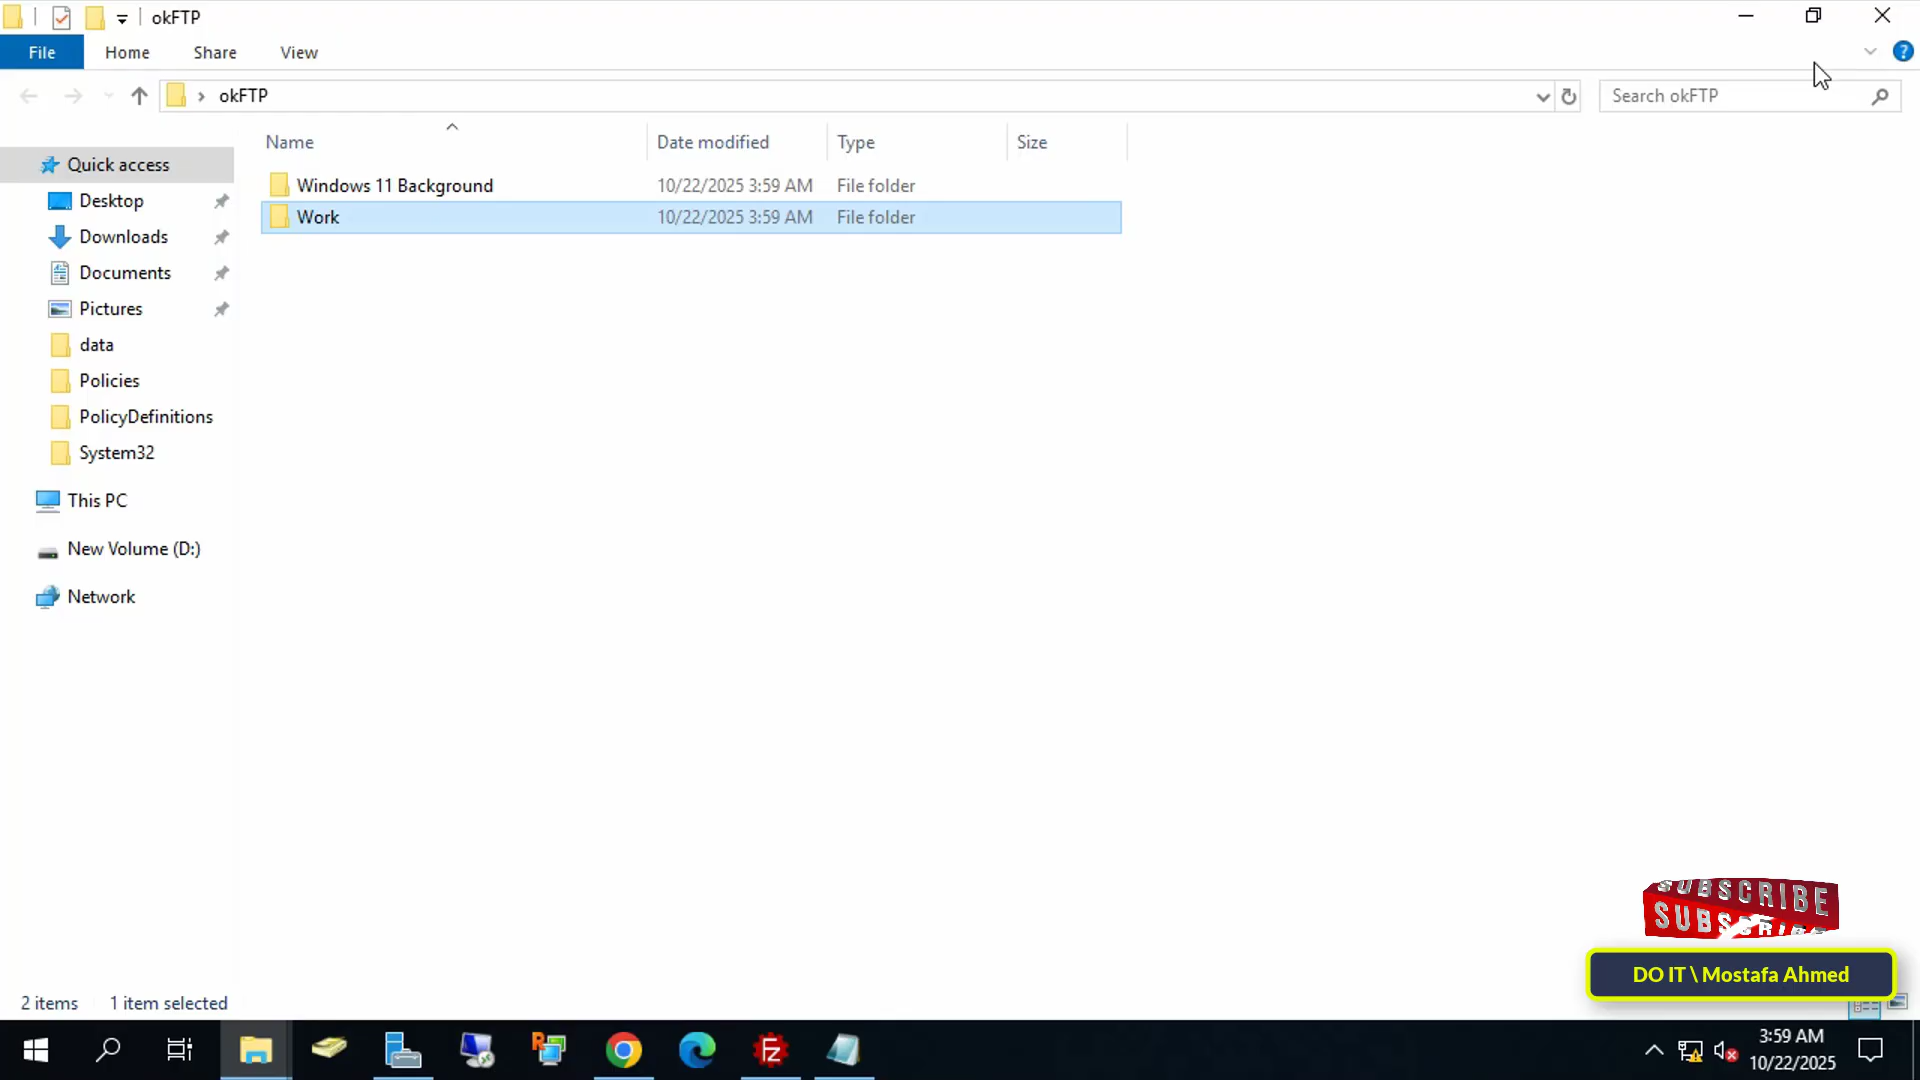 okFTP
File Home Share View
okFTP
Search okFTP
Name Date modified Type Size
Quick access
Desktop
Downloads
Documents
Pictures
data
Policies
PolicyDefinitions
System32
This PC
New Volume (D:)
Network
Windows 11 Background 10/22/2025 3:59 AM File folder
Work 10/22/2025 3:59 AM File folder
SUBSCRIBE
SUBSCRIBE
DO IT \ Mostafa Ahmed
2 items 1 item selected
3:59 AM
10/22/2025